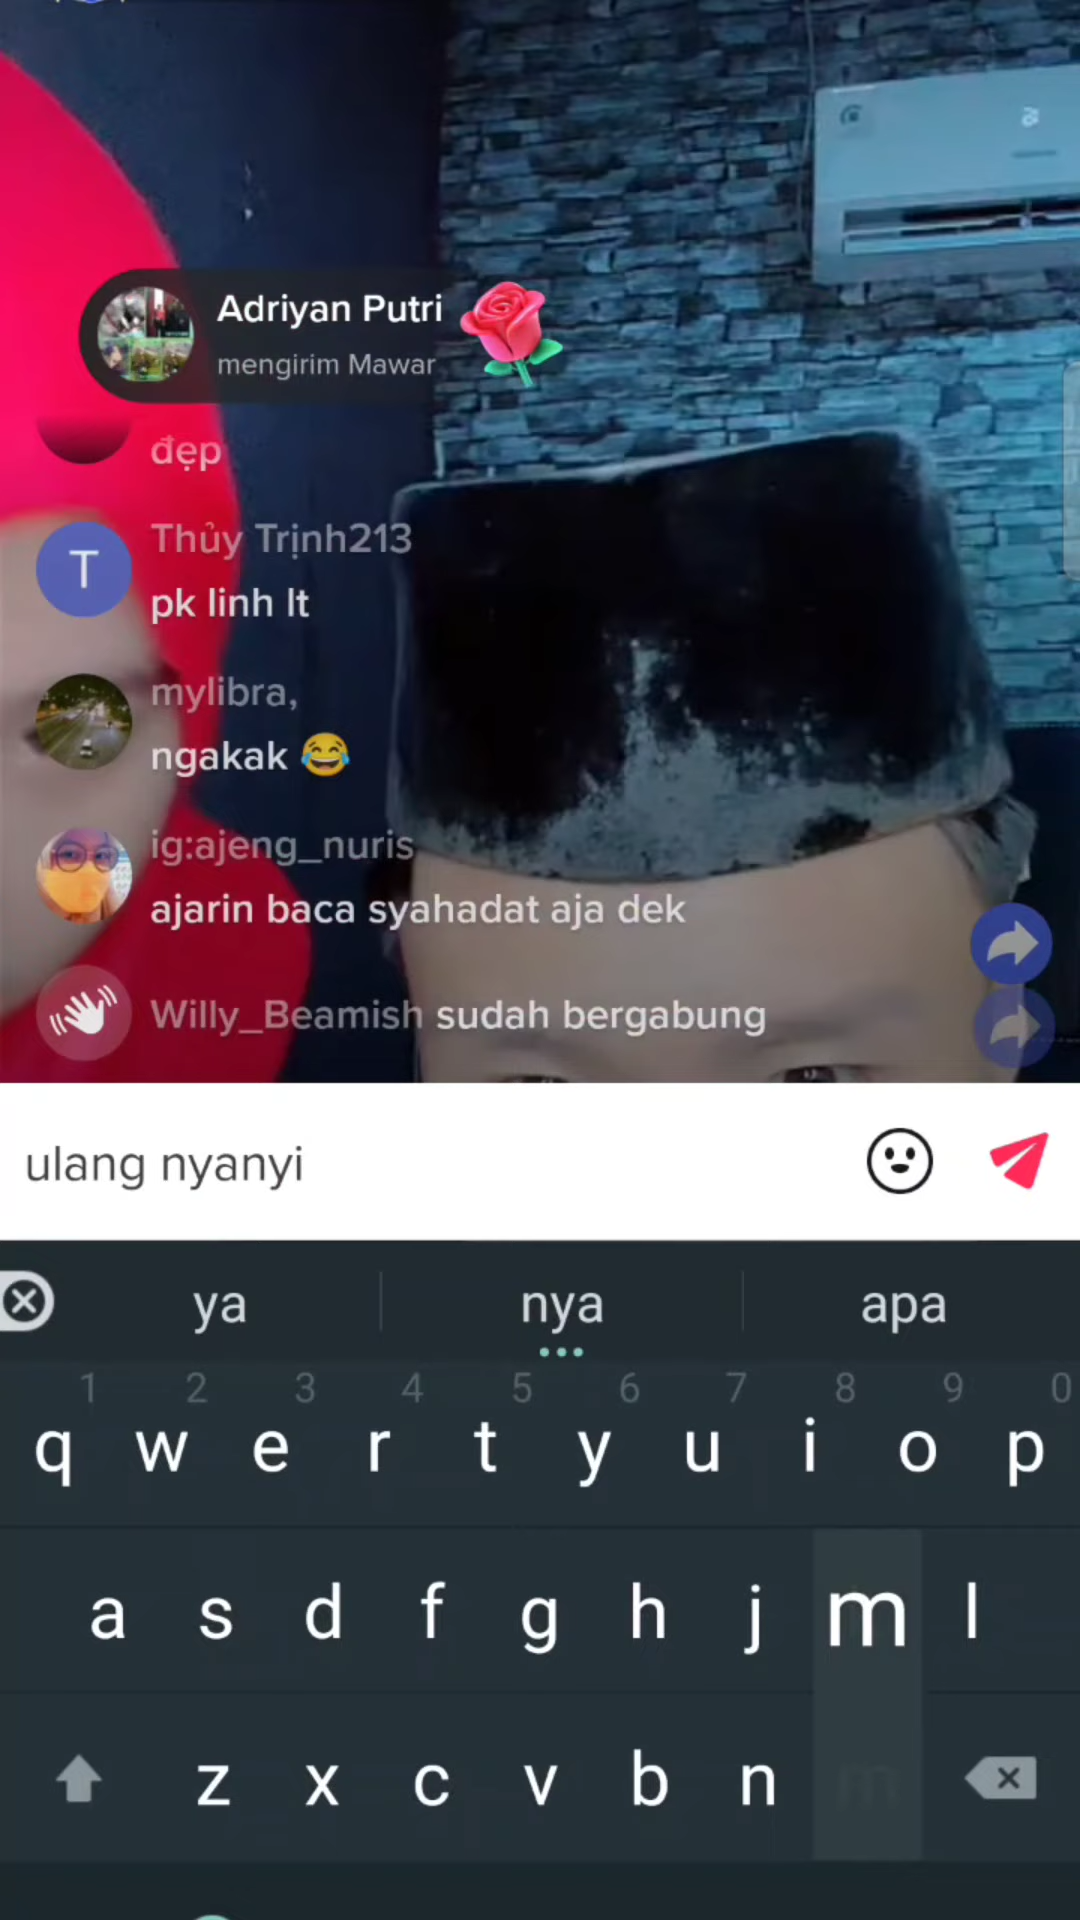 Adriyan Putri
mengirim Mawar
đẹp
T
Thủy Trịnh213
pk linh lt
mylibra,
ngakak 😂
ig:ajeng_nuris
ajarin baca syahadat aja dek
Willy_Beamish sudah bergabung
ulang nyanyi
ya nya apa
1 2 3 4 5 6 7 8 9 0
q w e r t y u i o p
a s d f g h j m l
z x c v b n m